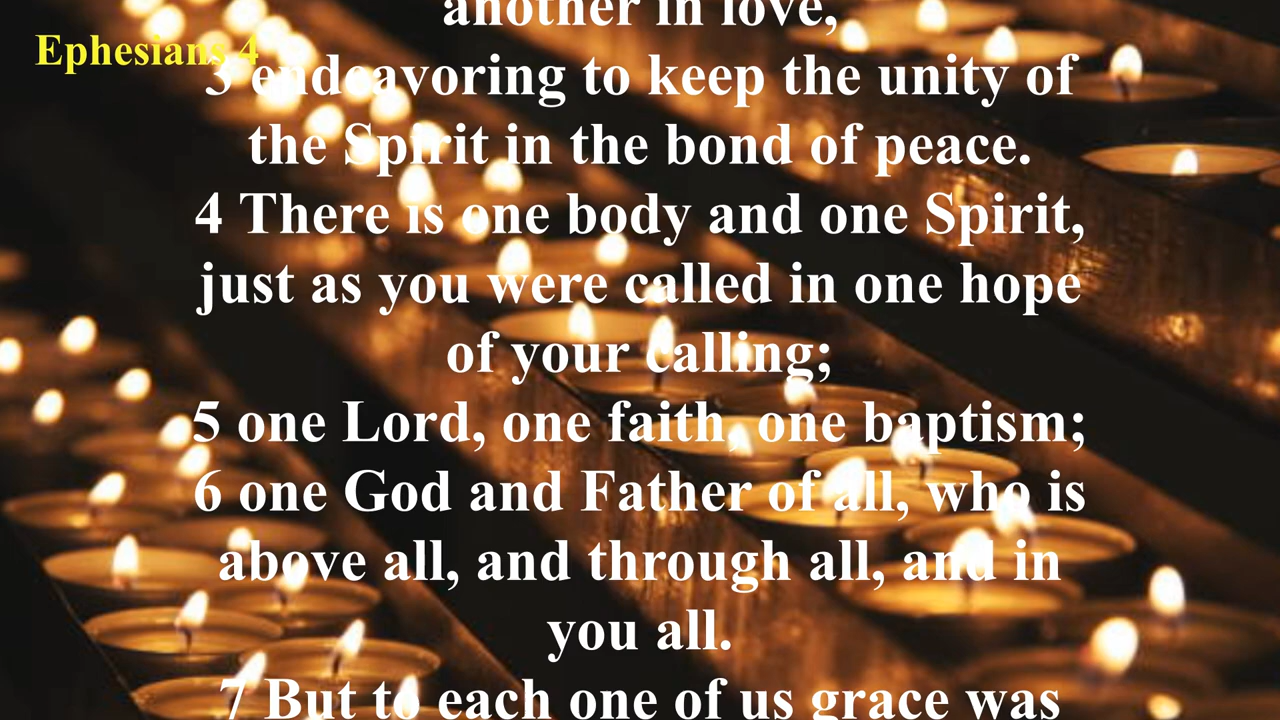 another in love,
Ephesians 4
3 endeavoring to keep the unity of
the Spirit in the bond of peace.
4 There is one body and one Spirit,
just as you were called in one hope
of your calling;
5 one Lord, one faith, one baptism;
6 one God and Father of all, who is
above all, and through all, and in
you all.
7 But to each one of us grace was